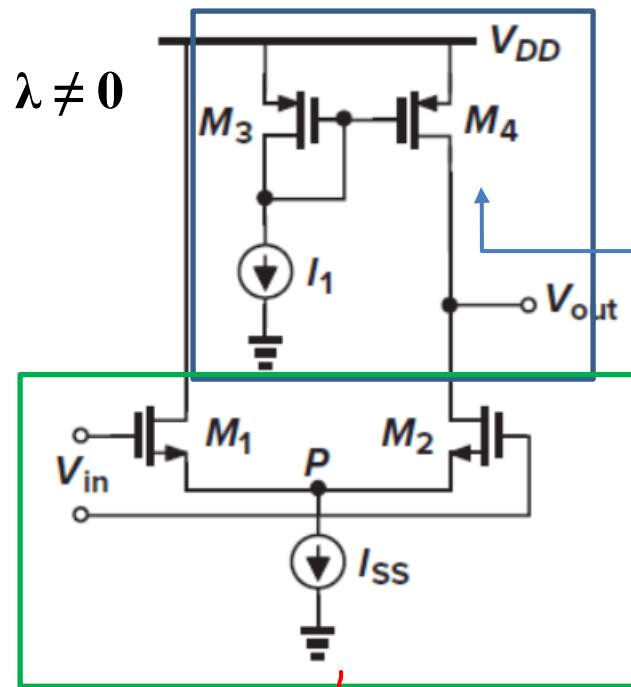 V_DD
λ ≠ 0
M_3
M_4
I_1
V_out
M_1
M_2
P
V_in
I_SS